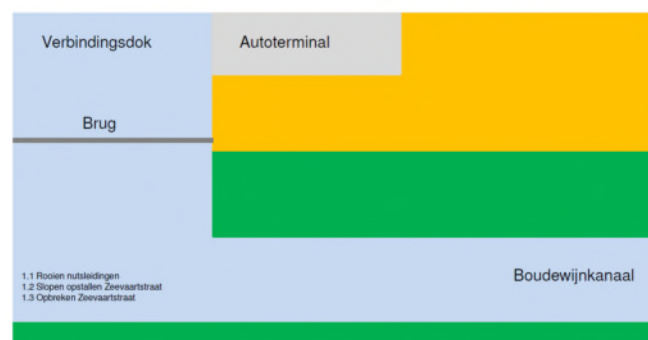 Verbindingsdok
Autoterminal
Brug
1.1 Rooien nutsleidingen
1.2 Slopen opstallen Zeevaartstraat
1.3 Opbreken Zeevaartstraat
Boudewijnkanaal